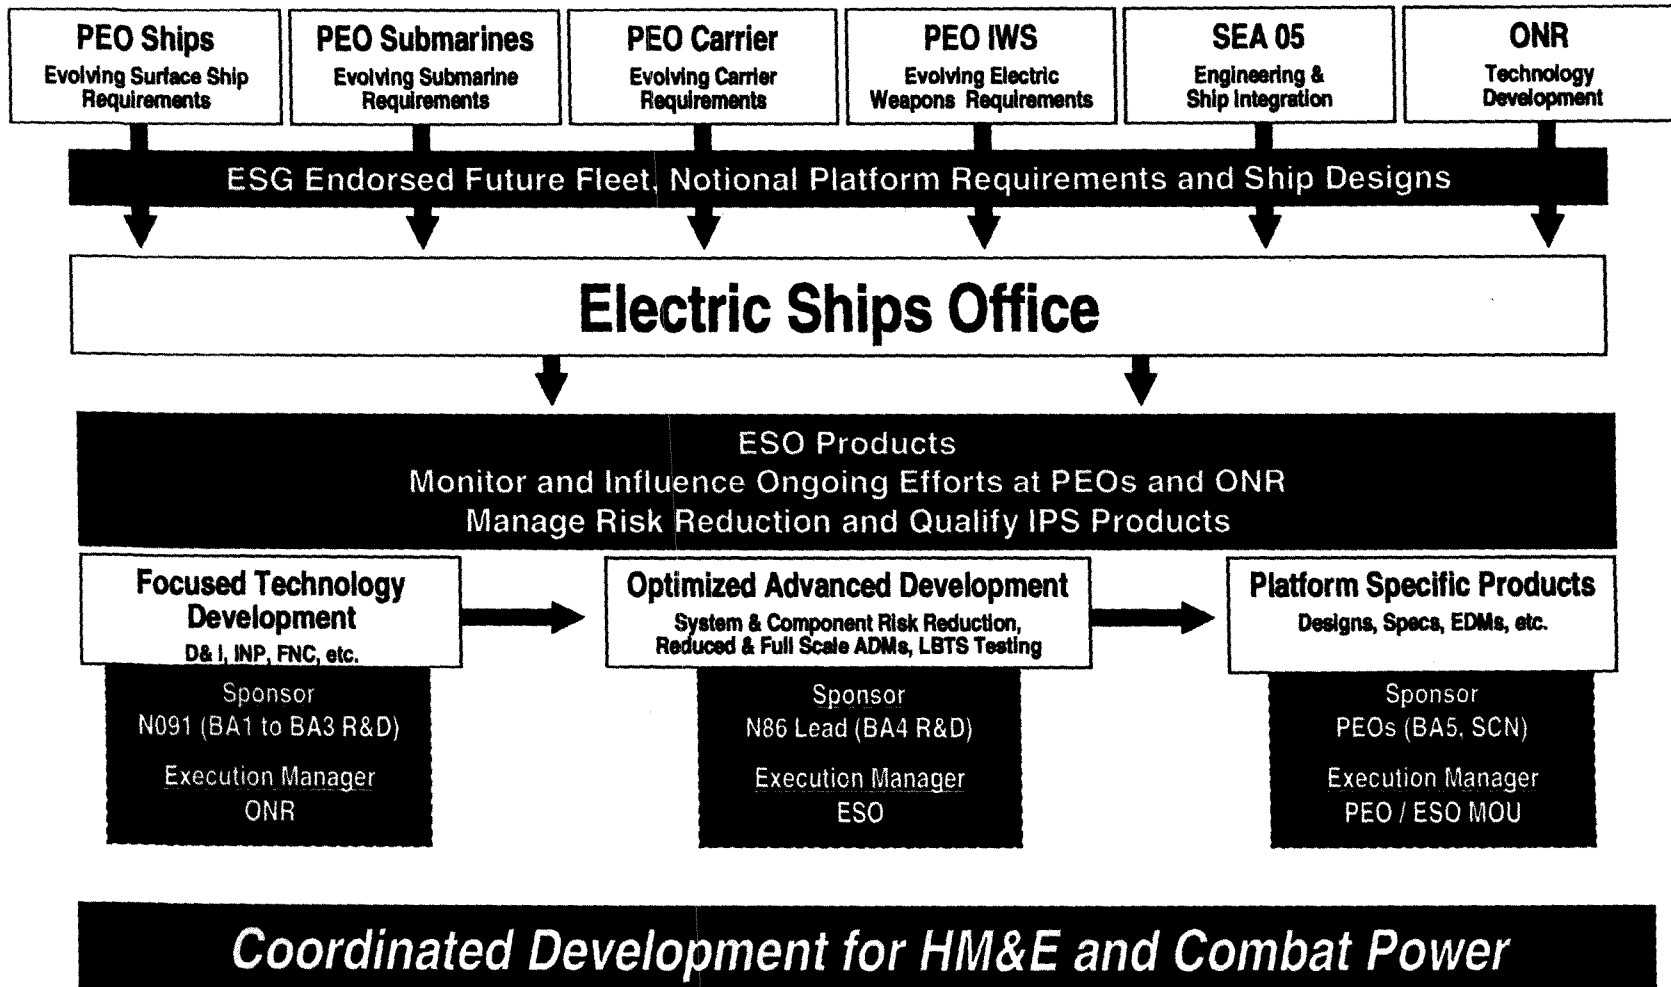 PEO Ships
Evolving Surface Ship
Requirements
PEO Submarines
Evolving Submarine
Requirements
PEO Carrier
Evolving Carrier
Requirements
PEO IWS
Evolving Electric
Weapons Requirements
SEA 05
Engineering &
Ship Integration
ONR
Technology
Development
ESG Endorsed Future Fleet, Notional Platform Requirements and Ship Designs
Electric Ships Office
ESO Products
Monitor and Influence Ongoing Efforts at PEOs and ONR
Manage Risk Reduction and Qualify IPS Products
Focused Technology
Development
D& I, INP, FNC, etc.
Sponsor
N091 (BA1 to BA3 R&D)
Execution Manager
ONR
Optimized Advanced Development
System & Component Risk Reduction,
Reduced & Full Scale ADMs, LBTS Testing
Sponsor
N86 Lead (BA4 R&D)
Execution Manager
ESO
Platform Specific Products
Designs, Specs, EDMs, etc.
Sponsor
PEOs (BA5, SCN)
Execution Manager
PEO / ESO MOU
Coordinated Development for HM&E and Combat Power